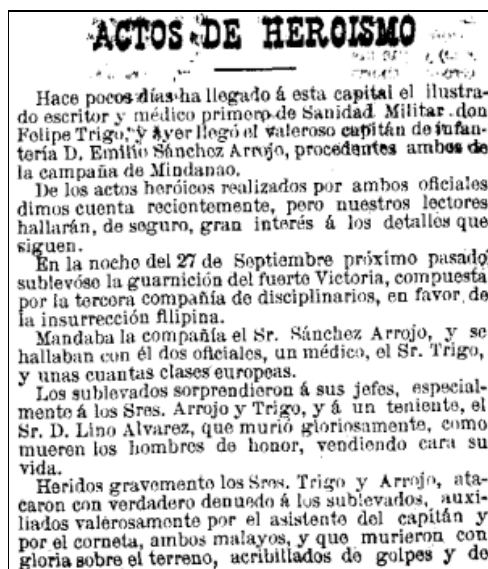 ACTOS DE HEROISMO
Hace pocos días ha llegado á esta capital el ilustra-
do escritor y médico primero de Sanidad Militar don
Felipe Trigo, y ayer llegó el valeroso capitán de infan-
tería D. Emilio Sánchez Arrojo, procedentes ambos de
la campaña de Mindanao.
De los actos heróicos realizados por ambos oficiales
dimos cuenta recientemente, pero nuestros lectores
hallarán, de seguro, gran interés á los detalles que
siguen.
En la noche del 27 de Septiembre próximo pasado
sublevóse la guarnición del fuerte Victoria, compuesta
por la tercera compañía de disciplinarios, en favor de
la insurrección filipina.
Mandaba la compañía el Sr. Sánchez Arrojo, y se
hallaban con él dos oficiales, un médico, el Sr. Trigo,
y unas cuantas clases europeas.
Los sublevados sorprendieron á sus jefes, especial-
mente á los Sres. Arrojo y Trigo, y á un teniente, el
Sr. D. Lino Alvarez, que murió gloriosamente, como
mueren los hombres de honor, vendiendo cara su
vida.
Heridos gravemente los Sres. Trigo y Arrojo, ata-
caron con verdadero denuedo á los sublevados, auxi-
liados valerosamente por el asistente del capitán y
por el corneta, ambos malayos, y que murieron con
gloria sobre el terreno, acribillados de golpes y de